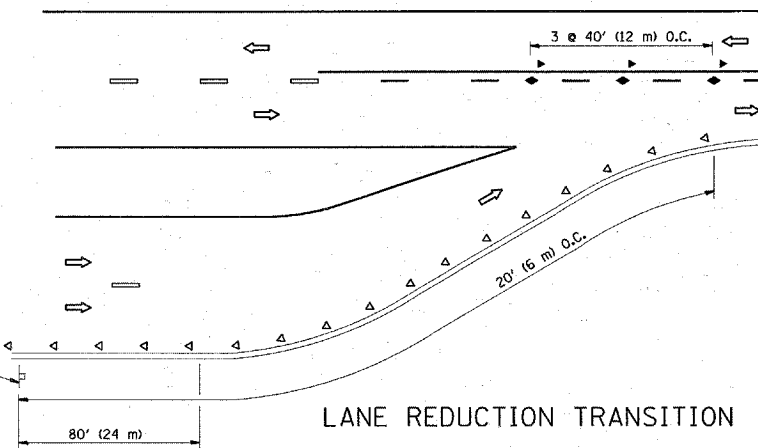 3 @ 40' (12 m) O.C.
20' (6 m) O.C.
LANE REDUCTION TRANSITION
80' (24 m)